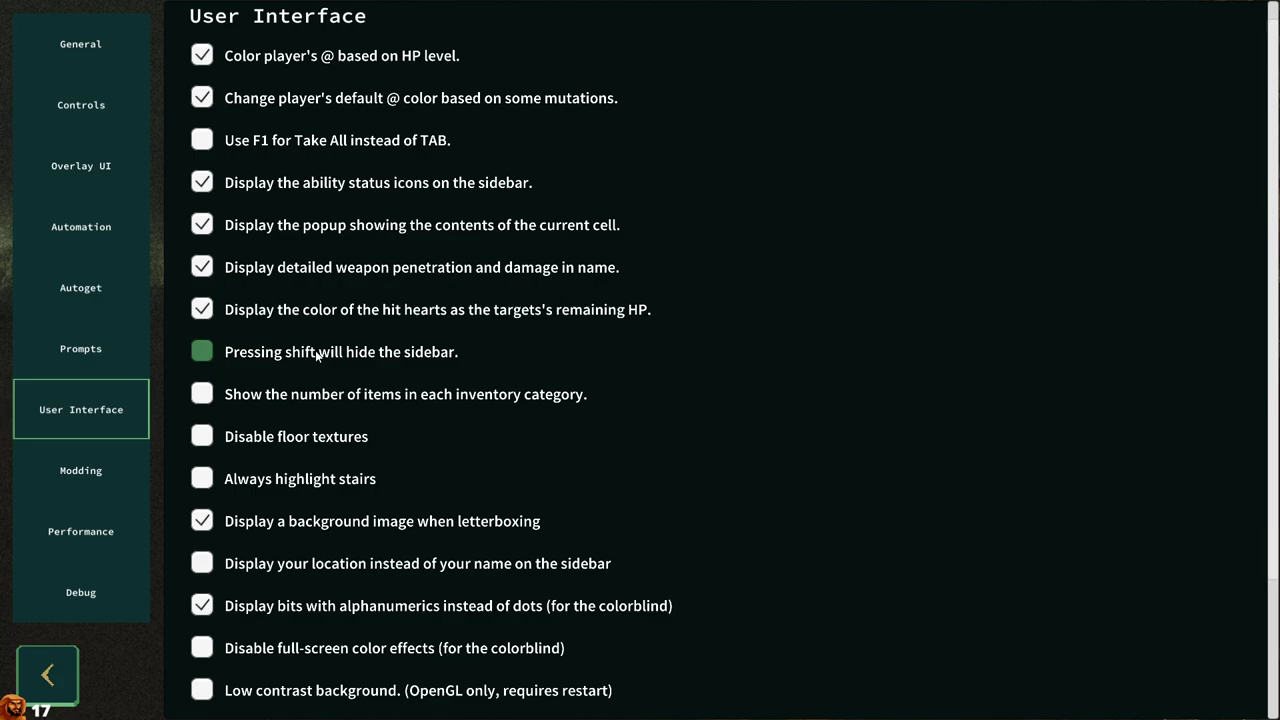 User Interface
General
Controls
Overlay UI
Automation
Autoget
Prompts
User Interface
Modding
Performance
Debug
17
Color player's @ based on HP level.
Change player's default @ color based on some mutations.
Use F1 for Take All instead of TAB.
Display the ability status icons on the sidebar.
Display the popup showing the contents of the current cell.
Display detailed weapon penetration and damage in name.
Display the color of the hit hearts as the targets's remaining HP.
Pressing shift will hide the sidebar.
Show the number of items in each inventory category.
Disable floor textures
Always highlight stairs
Display a background image when letterboxing
Display your location instead of your name on the sidebar
Display bits with alphanumerics instead of dots (for the colorblind)
Disable full-screen color effects (for the colorblind)
Low contrast background. (OpenGL only, requires restart)